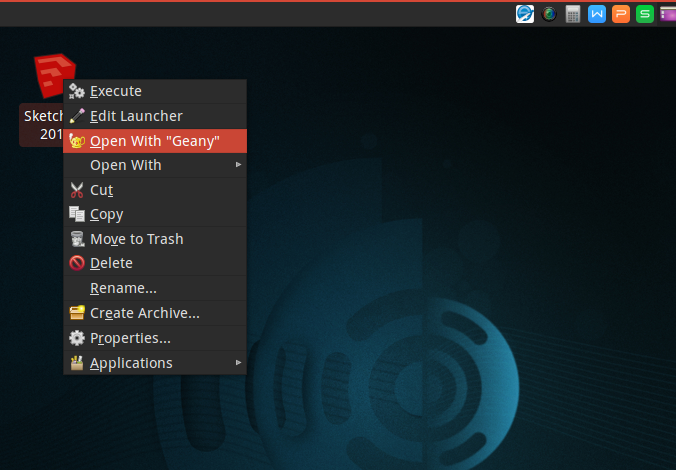 W P S
Sketch
201
Execute
Edit Launcher
Open With "Geany"
Open With
Cut
Copy
Move to Trash
Delete
Rename...
Create Archive...
Properties...
Applications